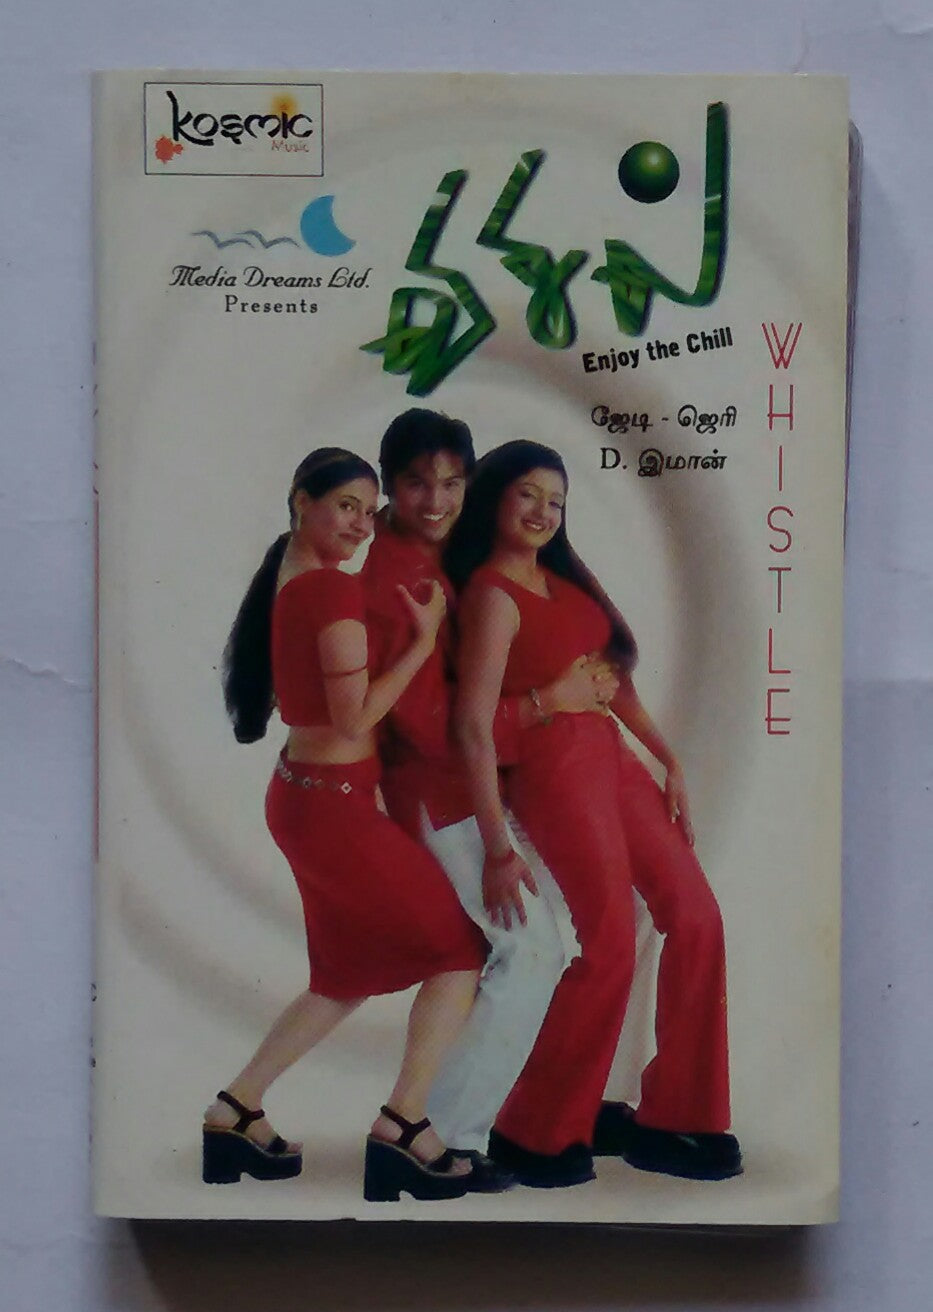 Kosmic
Music
Media Dreams Ltd.
Presents
விசில்
Enjoy the Chill
ஜேடி - ஜெரி
D. இமான்
WHISTLE